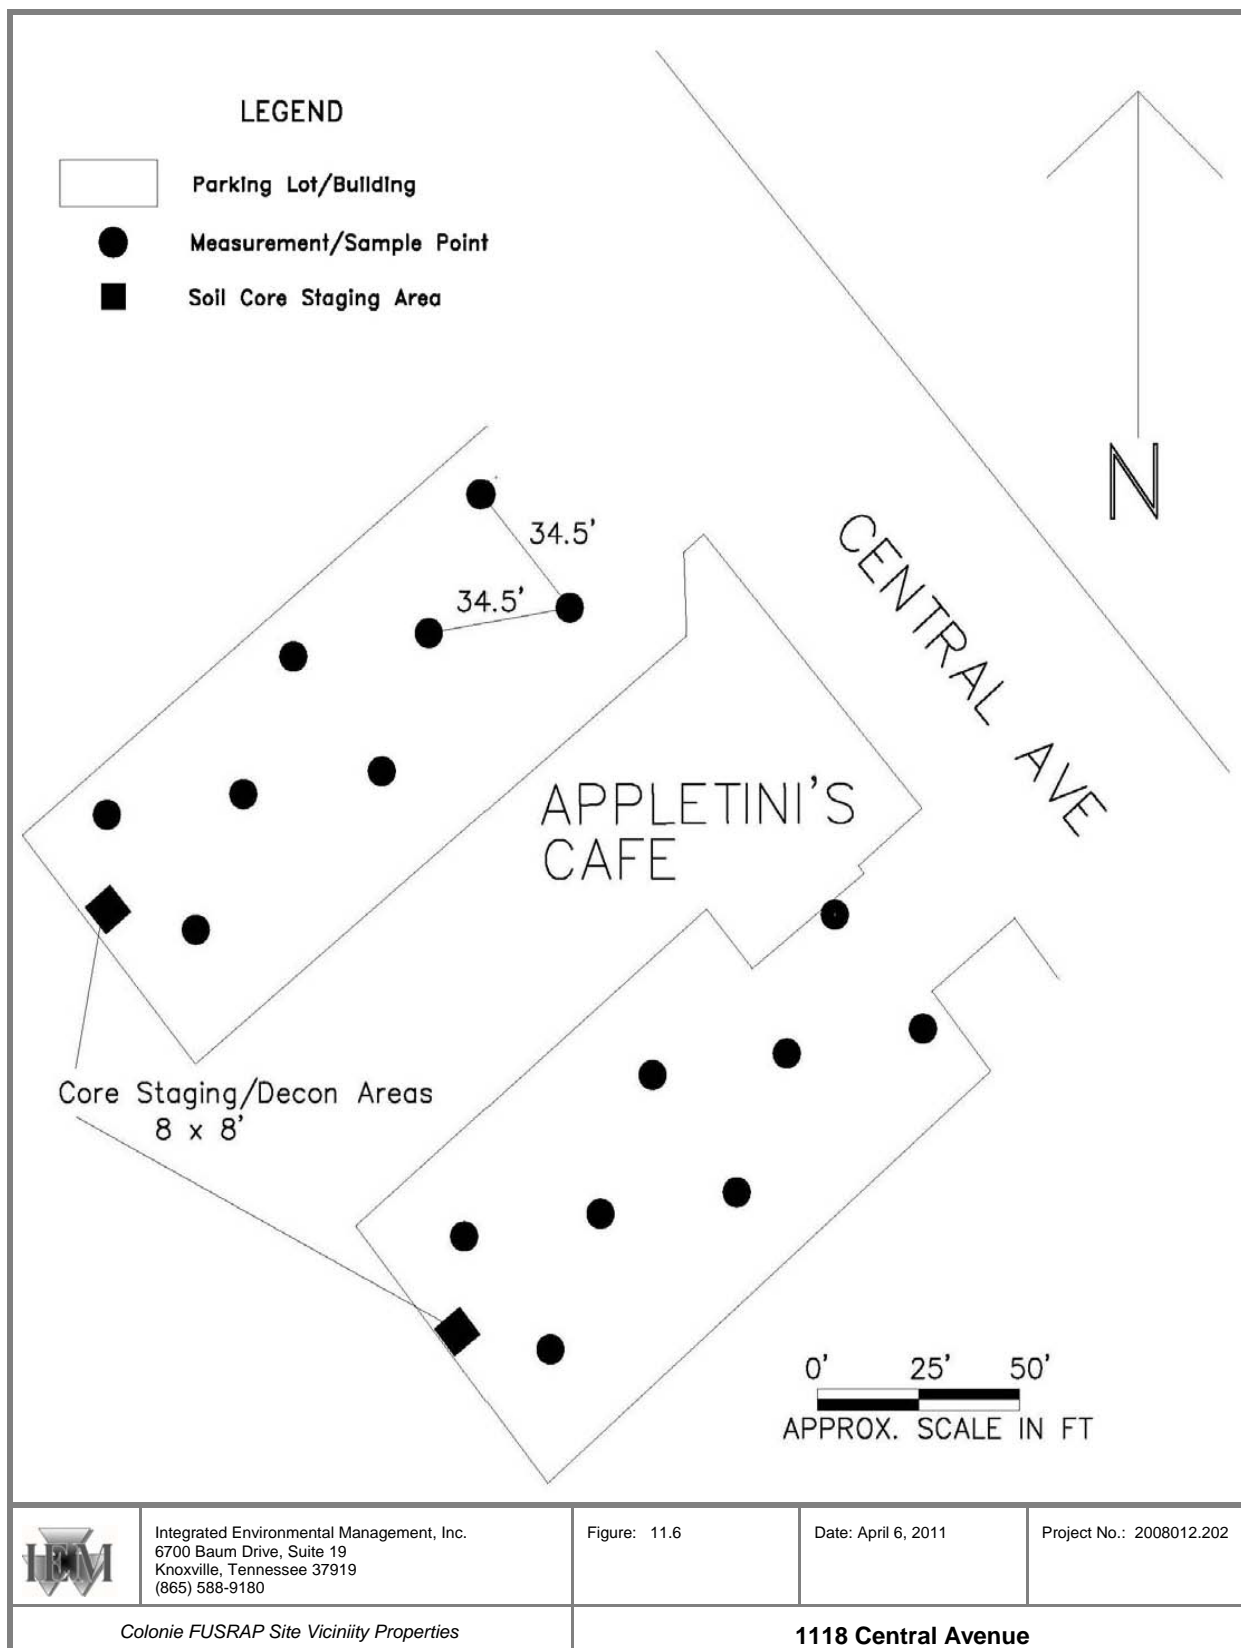 LEGEND
Parking Lot/Building
Measurement/Sample Point
Soil Core Staging Area
N
34.5'
34.5'
CENTRAL AVE
APPLETINI'S
CAFE
Core Staging/Decon Areas
8 x 8'
0' 25' 50'
APPROX. SCALE IN FT
IEM
Integrated Environmental Management, Inc.
6700 Baum Drive, Suite 19
Knoxville, Tennessee 37919
(865) 588-9180
Figure: 11.6
Date: April 6, 2011
Project No.: 2008012.202
Colonie FUSRAP Site Viciniity Properties
1118 Central Avenue